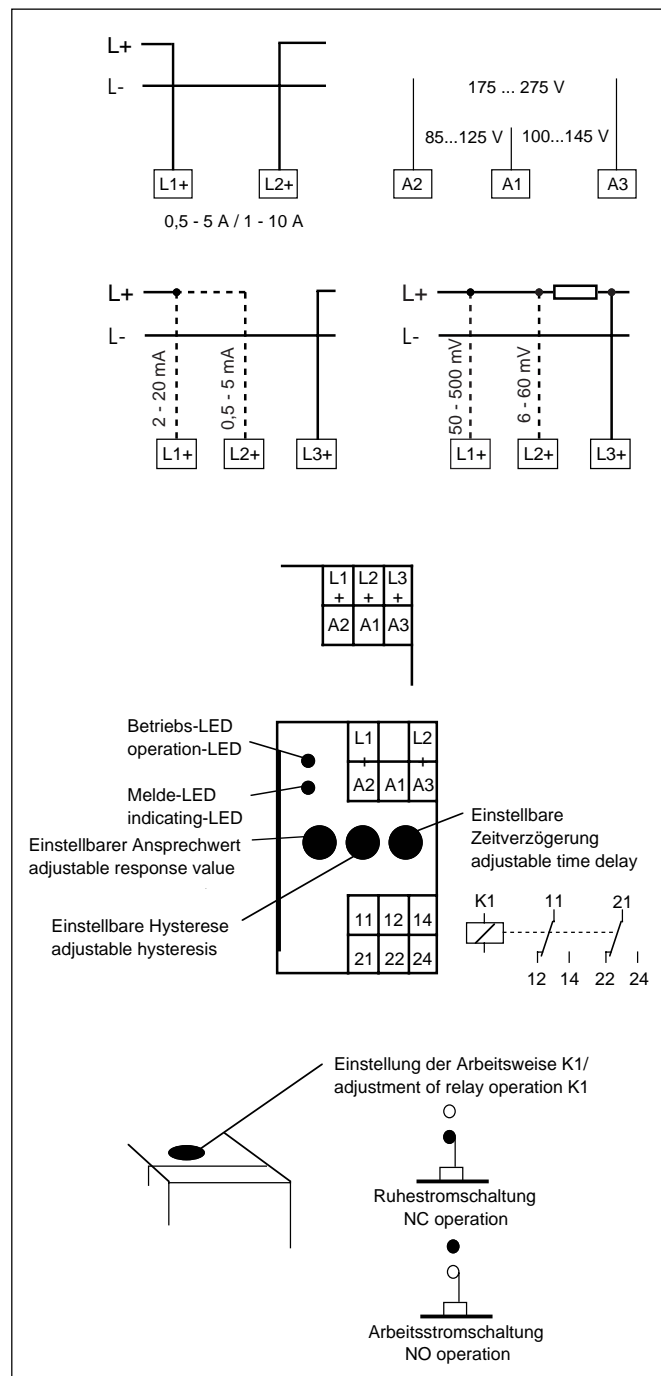 L+
L-
175 ... 275 V
85...125 V 100...145 V
L1+ L2+ A2 A1 A3
0,5 - 5 A / 1 - 10 A
L+
L-
2 - 20 mA
0,5 - 5 mA
L1+ L2+ L3+
L+
L-
50 - 500 mV
6 - 60 mV
L1+ L2+ L3+
L1 L2 L3
+ + +
A2 A1 A3
Betriebs-LED
operation-LED
Melde-LED
indicating-LED
Einstellbarer Ansprechwert
adjustable response value
Einstellbare Hysterese
adjustable hysteresis
L1 L2
+ +
A2 A1 A3
11 12 14
21 22 24
Einstellbare
Zeitverzögerung
adjustable time delay
K1 11 21
12 14 22 24
Einstellung der Arbeitsweise K1/
adjustment of relay operation K1
Ruhestromschaltung
NC operation
Arbeitsstromschaltung
NO operation